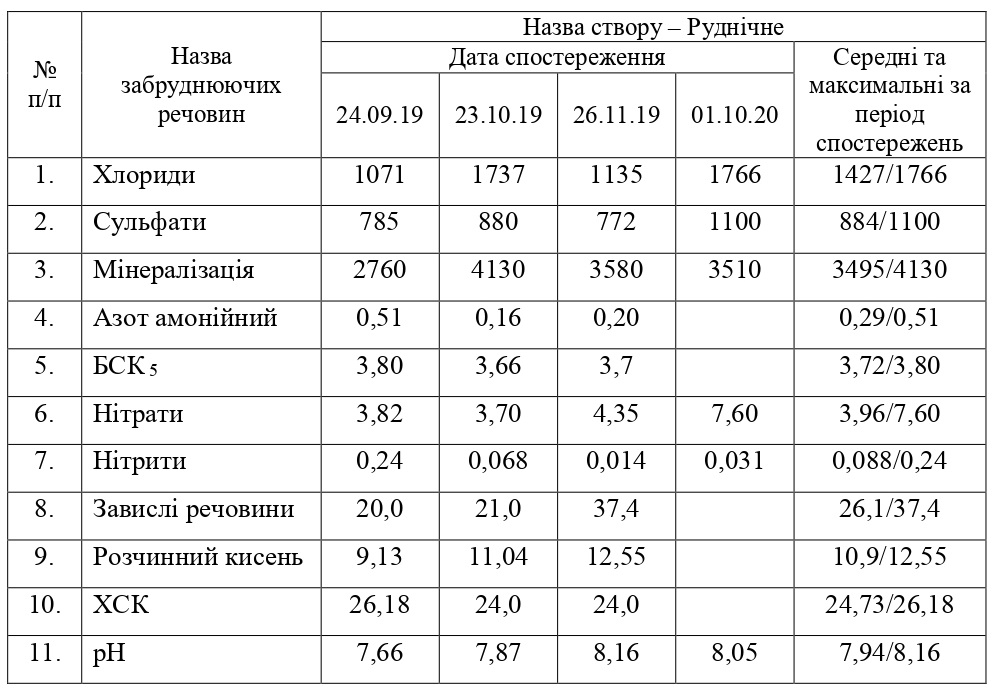 № п/п
Назва забруднюючих речовин
Назва створу – Руднічне
Дата спостереження
Середні та максимальні за період спостережень
24.09.19 23.10.19 26.11.19 01.10.20
1. Хлориди 1071 1737 1135 1766 1427/1766
2. Сульфати 785 880 772 1100 884/1100
3. Мінералізація 2760 4130 3580 3510 3495/4130
4. Азот амонійний 0,51 0,16 0,20 0,29/0,51
5. БСК5 3,80 3,66 3,7 3,72/3,80
6. Нітрати 3,82 3,70 4,35 7,60 3,96/7,60
7. Нітрити 0,24 0,068 0,014 0,031 0,088/0,24
8. Завислі речовини 20,0 21,0 37,4 26,1/37,4
9. Розчинний кисень 9,13 11,04 12,55 10,9/12,55
10. ХСК 26,18 24,0 24,0 24,73/26,18
11. рН 7,66 7,87 8,16 8,05 7,94/8,16